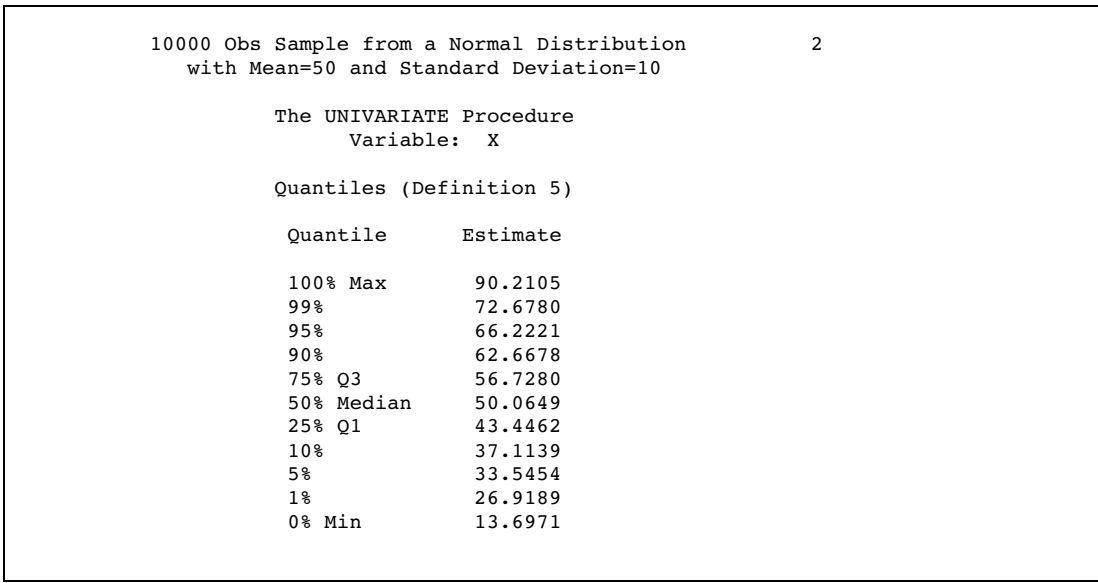 10000 Obs Sample from a Normal Distribution 2
with Mean=50 and Standard Deviation=10
The UNIVARIATE Procedure
Variable: X
Quantiles (Definition 5)
Quantile Estimate
100% Max 90.2105
99% 72.6780
95% 66.2221
90% 62.6678
75% Q3 56.7280
50% Median 50.0649
25% Q1 43.4462
10% 37.1139
5% 33.5454
1% 26.9189
0% Min 13.6971